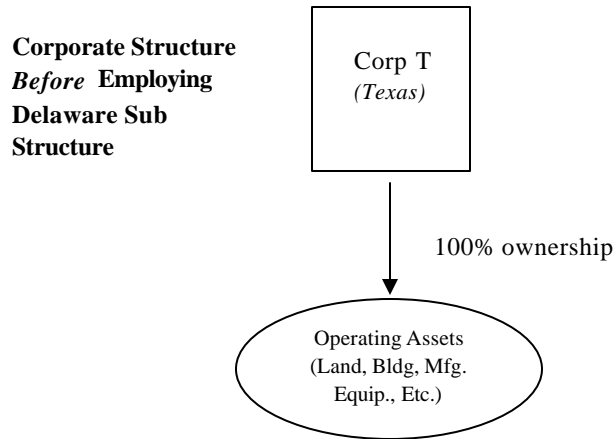 Corporate Structure
Before Employing
Delaware Sub
Structure
Corp T
(Texas)
100% ownership
Operating Assets
(Land, Bldg, Mfg.
Equip., Etc.)